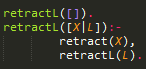 retractL([]).
retractL([X|L]):-
retract(X),
retractL(L).